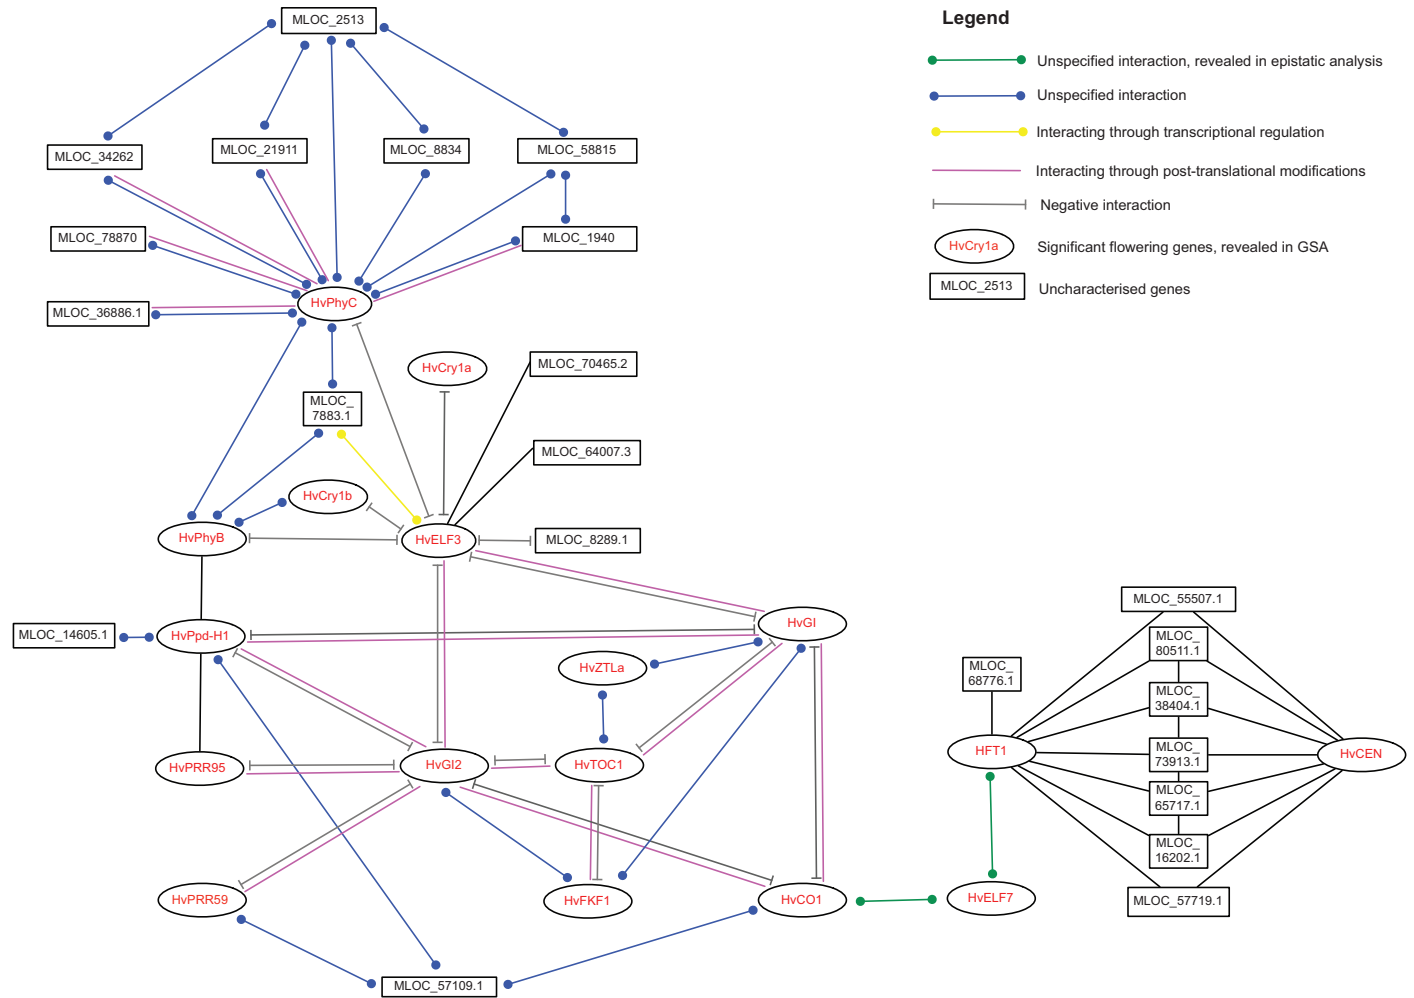 MLOC_2513
Legend
Unspecified interaction, revealed in epistatic analysis
Unspecified interaction
Interacting through transcriptional regulation
Interacting through post-translational modifications
Negative interaction
HvCry1a
Significant flowering genes, revealed in GSA
MLOC_2513
Uncharacterised genes
MLOC_34262
MLOC_21911
MLOC_8834
MLOC_58815
MLOC_78870
MLOC_1940
MLOC_36886.1
HvPhyC
HvCry1a
MLOC_70465.2
MLOC_
7883.1
MLOC_64007.3
HvCry1b
HvPhyB
HvELF3
MLOC_8289.1
MLOC_14605.1
HvPpd-H1
HvGI
HvZTLa
HvPRR95
HvGI2
HvTOC1
HvPRR59
HvFKF1
HvCO1
HvELF7
MLOC_57109.1
MLOC_55507.1
MLOC_
80511.1
MLOC_
68776.1
MLOC_
38404.1
HFT1
MLOC_
73913.1
HvCEN
MLOC_
65717.1
MLOC_
16202.1
MLOC_57719.1